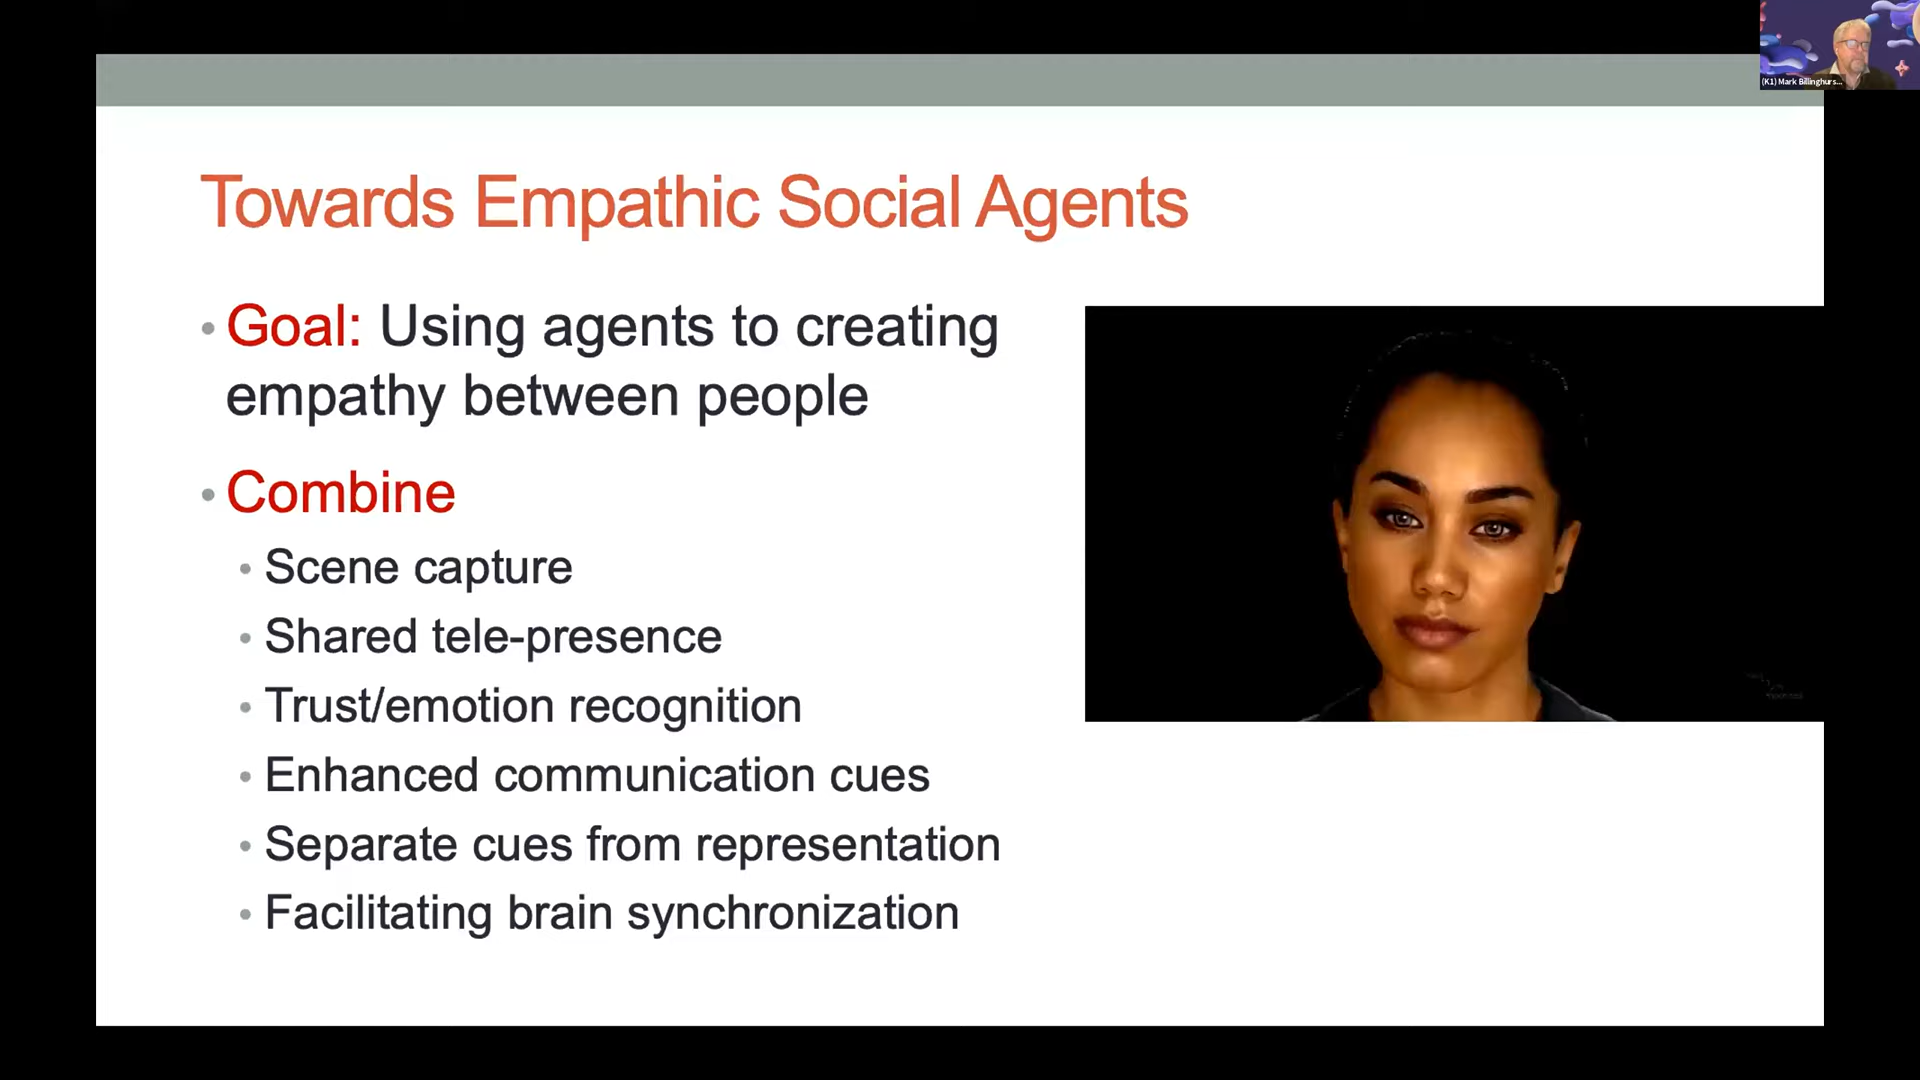 (K1) Mark Billinghurs...
Towards Empathic Social Agents
• Goal: Using agents to creating
empathy between people
• Combine
• Scene capture
• Shared tele-presence
• Trust/emotion recognition
• Enhanced communication cues
• Separate cues from representation
• Facilitating brain synchronization